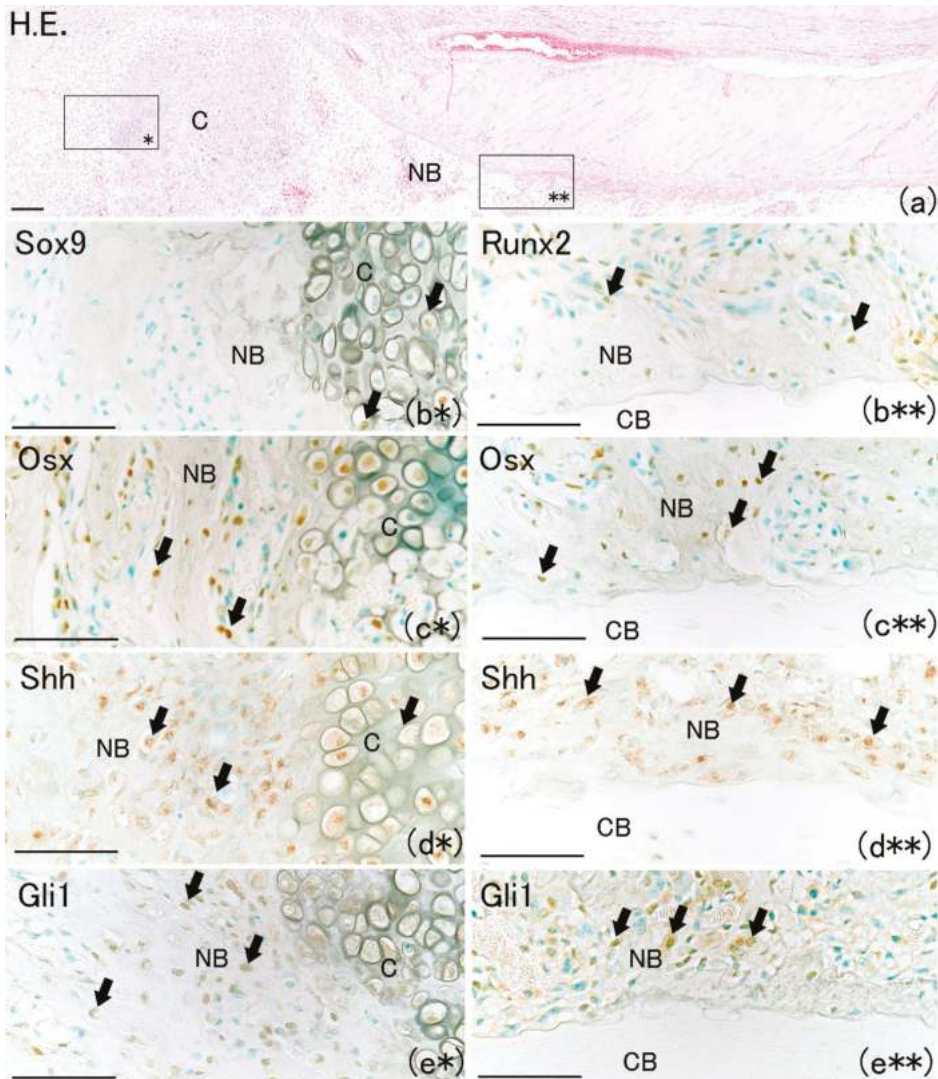 H.E.
C
*
NB
**
(a)
Sox9
C
NB
(b*)
Runx2
NB
CB
(b**)
Osx
NB
C
(c*)
Osx
NB
CB
(c**)
Shh
NB
C
(d*)
Shh
NB
CB
(d**)
Gli1
NB
C
(e*)
Gli1
NB
CB
(e**)